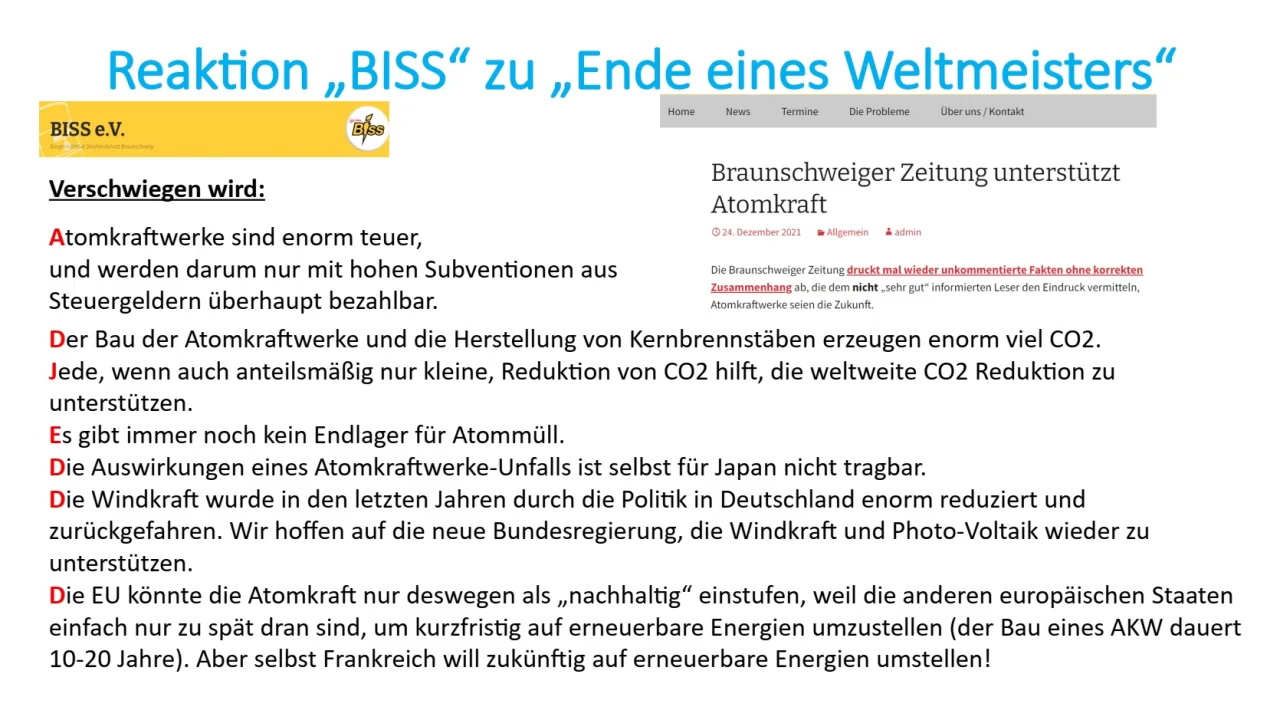 Reaktion „BISS“ zu „Ende eines Weltmeisters“
BISS e.V.
Biss
Home News Termine Die Probleme Über uns / Kontakt
Braunschweiger Zeitung unterstützt
Atomkraft
24. Dezember 2021 Allgemein admin
Die Braunschweiger Zeitung druckt mal wieder unkommentierte Fakten ohne korrekten
Zusammenhang ab, die dem nicht „sehr gut“ informierten Leser den Eindruck vermitteln,
Atomkraftwerke seien die Zukunft.
Verschwiegen wird:
Atomkraftwerke sind enorm teuer,
und werden darum nur mit hohen Subventionen aus
Steuergeldern überhaupt bezahlbar.
Der Bau der Atomkraftwerke und die Herstellung von Kernbrennstäben erzeugen enorm viel CO2.
Jede, wenn auch anteilsmäßig nur kleine, Reduktion von CO2 hilft, die weltweite CO2 Reduktion zu
unterstützen.
Es gibt immer noch kein Endlager für Atommüll.
Die Auswirkungen eines Atomkraftwerke-Unfalls ist selbst für Japan nicht tragbar.
Die Windkraft wurde in den letzten Jahren durch die Politik in Deutschland enorm reduziert und
zurückgefahren. Wir hoffen auf die neue Bundesregierung, die Windkraft und Photo-Voltaik wieder zu
unterstützen.
Die EU könnte die Atomkraft nur deswegen als „nachhaltig“ einstufen, weil die anderen europäischen Staaten
einfach nur zu spät dran sind, um kurzfristig auf erneuerbare Energien umzustellen (der Bau eines AKW dauert
10-20 Jahre). Aber selbst Frankreich will zukünftig auf erneuerbare Energien umstellen!